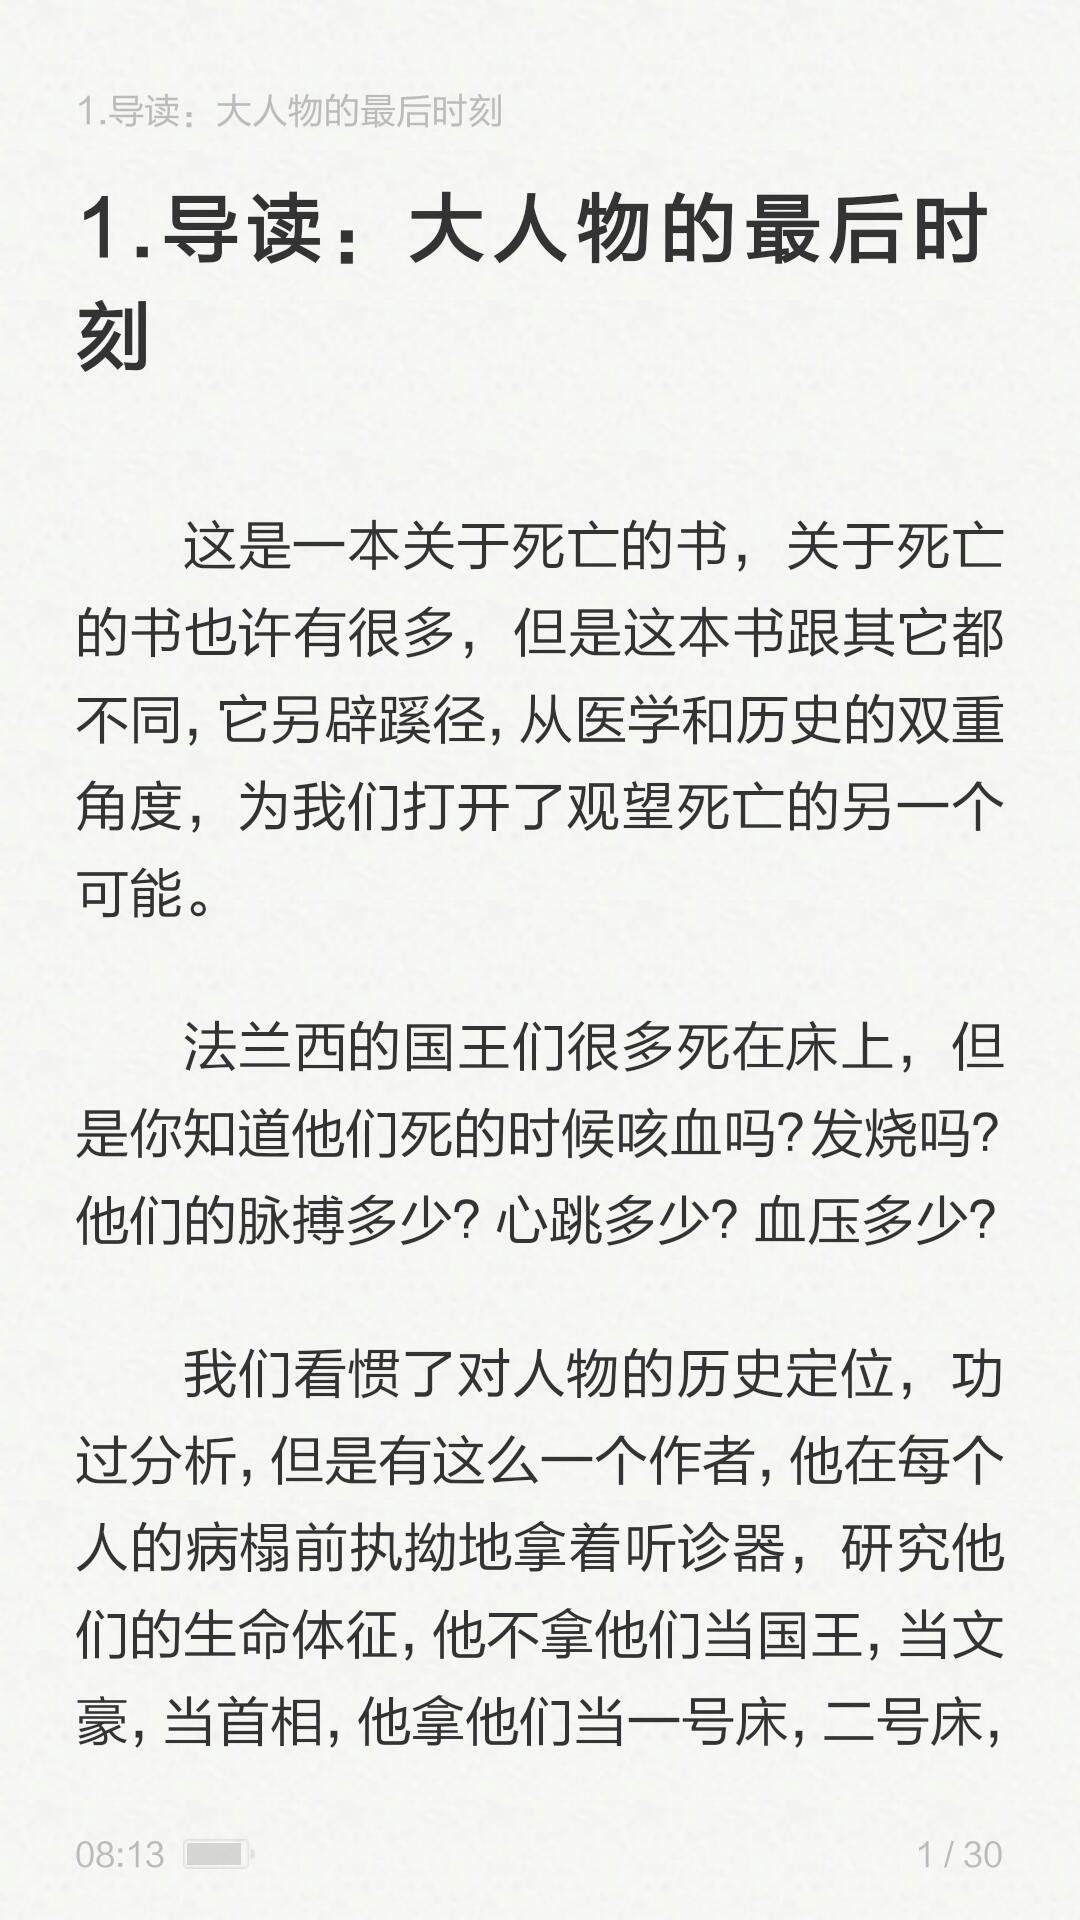 1.导读：大人物的最后时刻
1.导读：大人物的最后时
刻
这是一本关于死亡的书，关于死亡
的书也许有很多，但是这本书跟其它都
不同，它另辟蹊径，从医学和历史的双重
角度，为我们打开了观望死亡的另一个
可能。
法兰西的国王们很多死在床上，但
是你知道他们死的时候咳血吗？发烧吗？
他们的脉搏多少？心跳多少？血压多少？
我们看惯了对人物的历史定位，功
过分析，但是有这么一个作者，他在每个
人的病榻前执拗地拿着听诊器，研究他
们的生命体征，他不拿他们当国王，当文
豪，当首相，他拿他们当一号床，二号床，
08:13 1 / 30